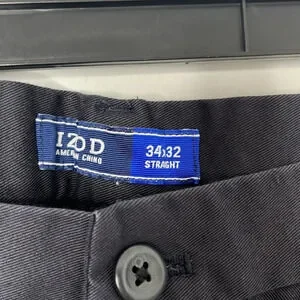 IZOD
AMERICAN CHINO
34x32
STRAIGHT